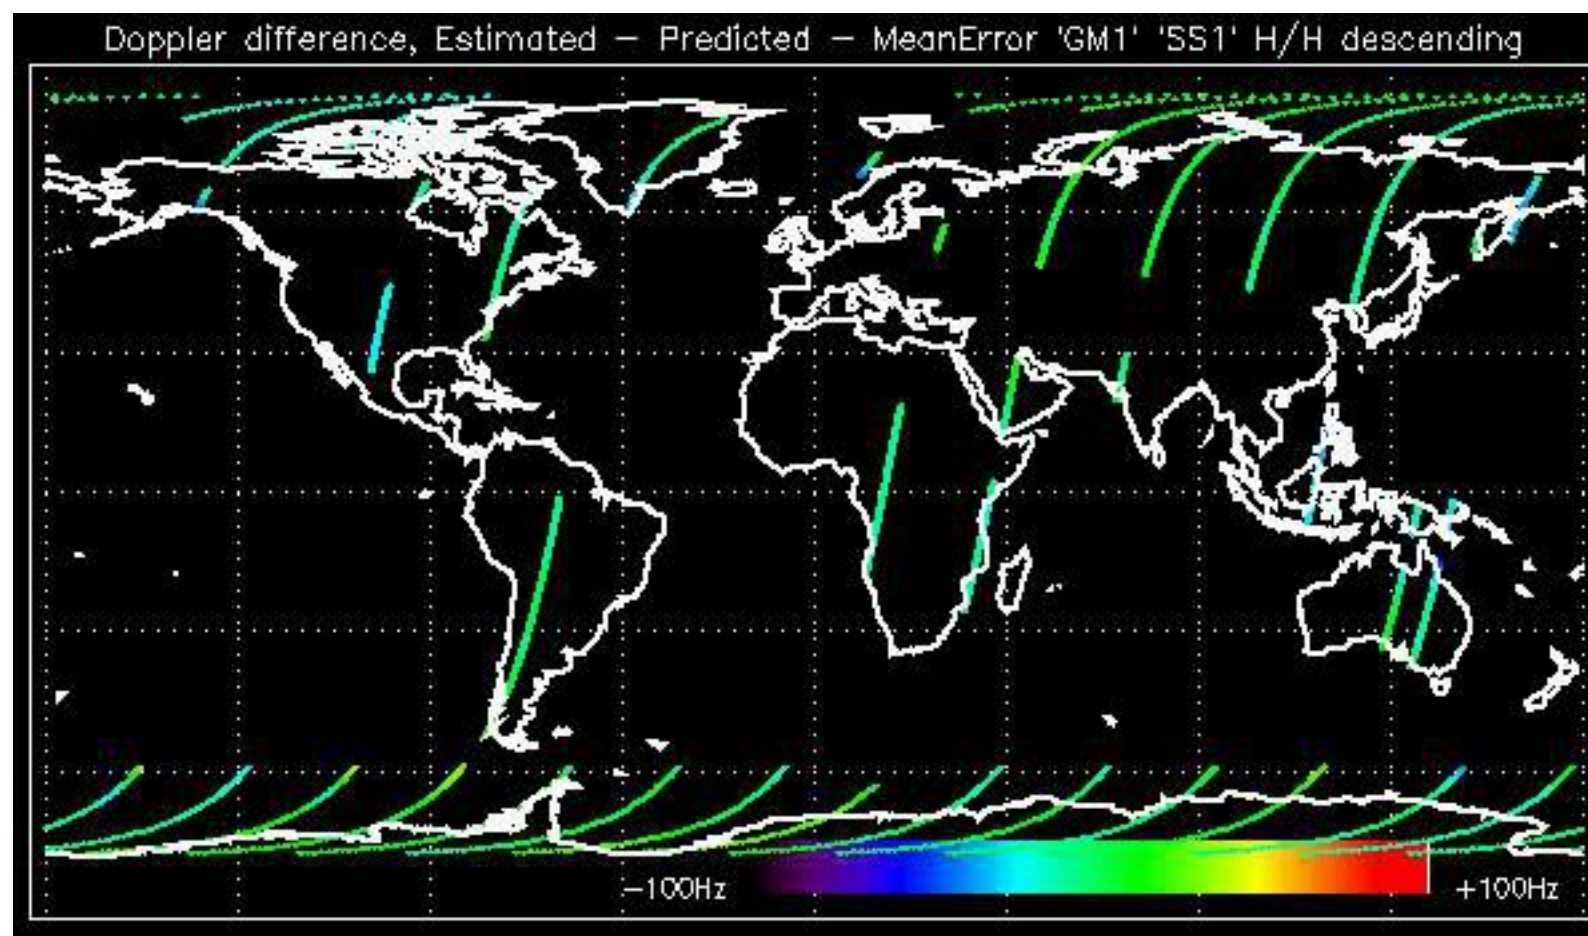 Doppler difference, Estimated – Predicted – MeanError 'GM1' 'SS1' H/H descending
–100Hz +100Hz